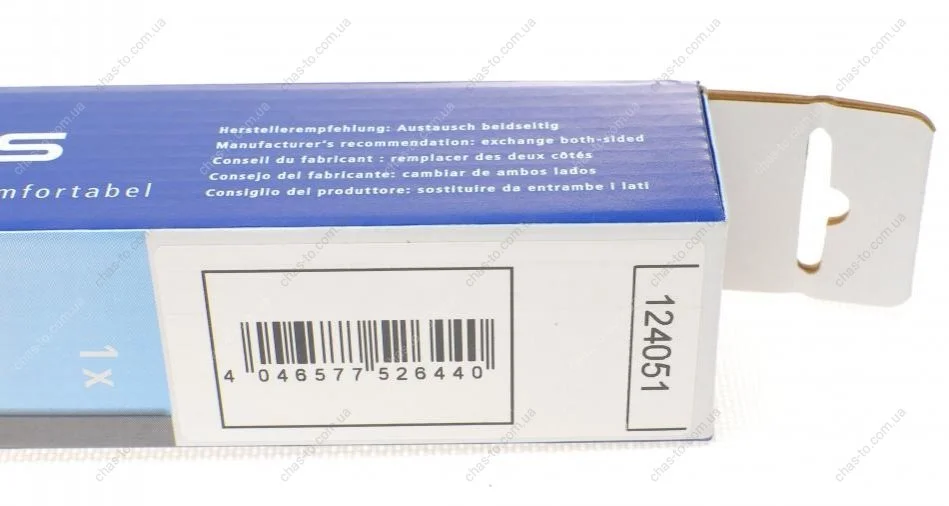 s
mfortabel
Herstellerempfehlung: Austausch beidseitig
Manufacturer's recommendation: exchange both-sided
Conseil du fabricant : remplacer des deux côtés
Consejo del fabricante: cambiar de ambos lados
Consiglio del produttore: sostituire da entrambe i lati
1x
4 046577 526440
124051
chas-to.com.ua